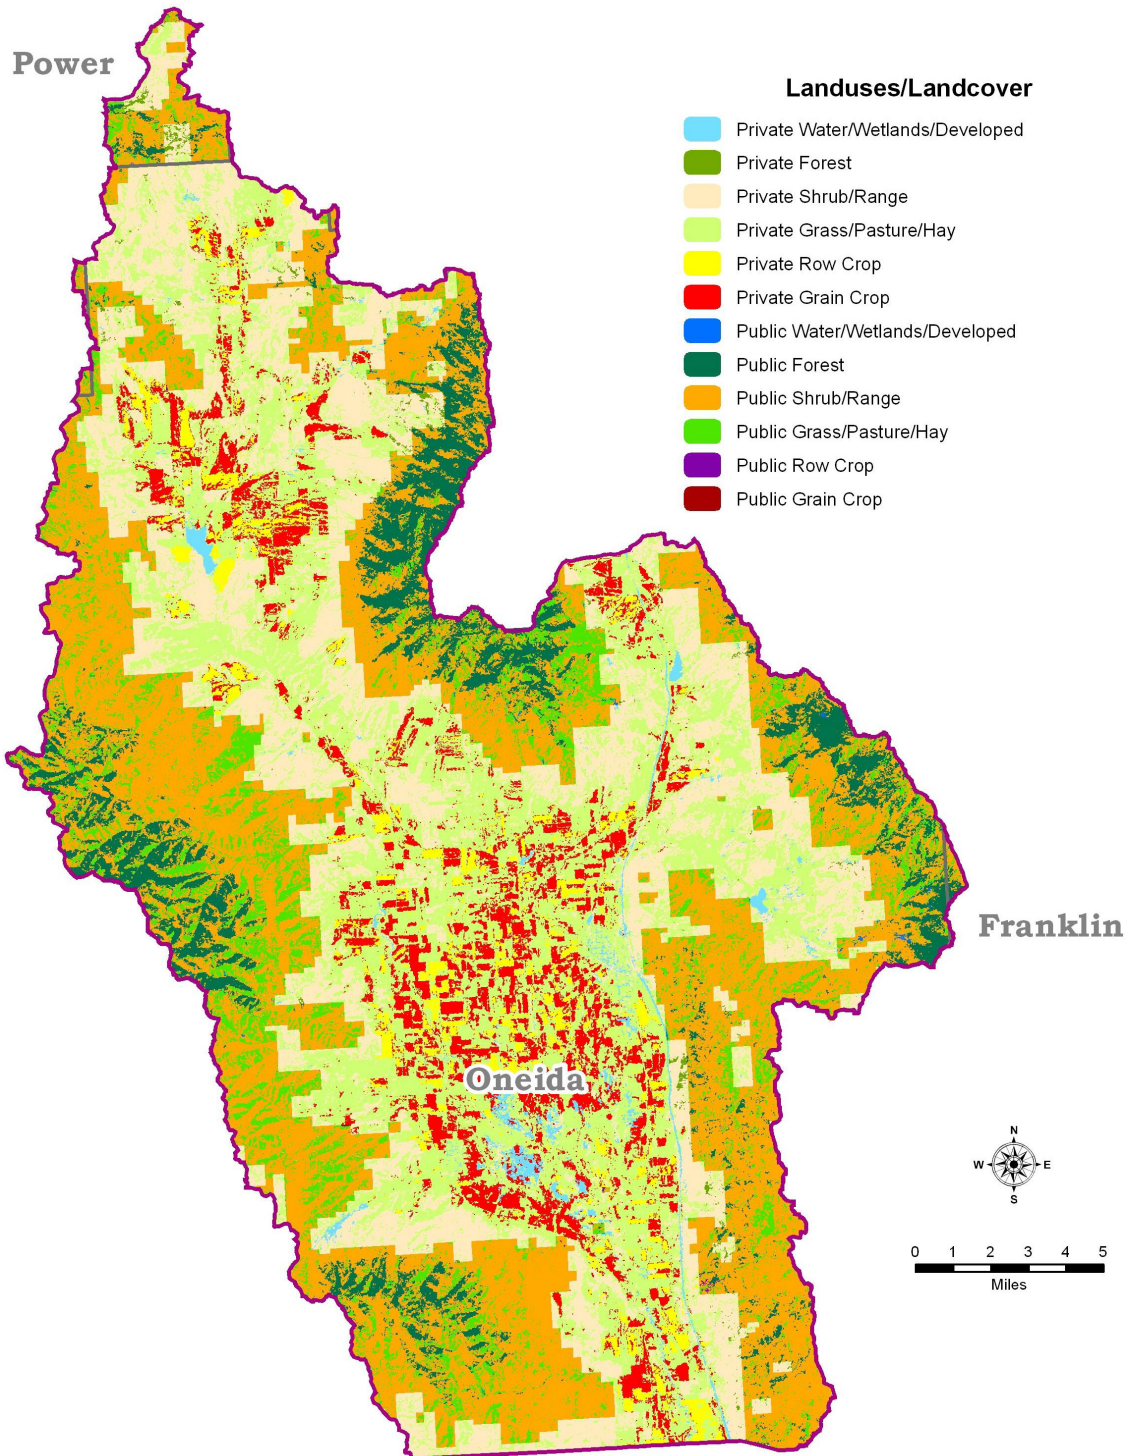 Power
Landuses/Landcover
Private Water/Wetlands/Developed
Private Forest
Private Shrub/Range
Private Grass/Pasture/Hay
Private Row Crop
Private Grain Crop
Public Water/Wetlands/Developed
Public Forest
Public Shrub/Range
Public Grass/Pasture/Hay
Public Row Crop
Public Grain Crop
Franklin
Oneida
N
W E
S
0 1 2 3 4 5
Miles